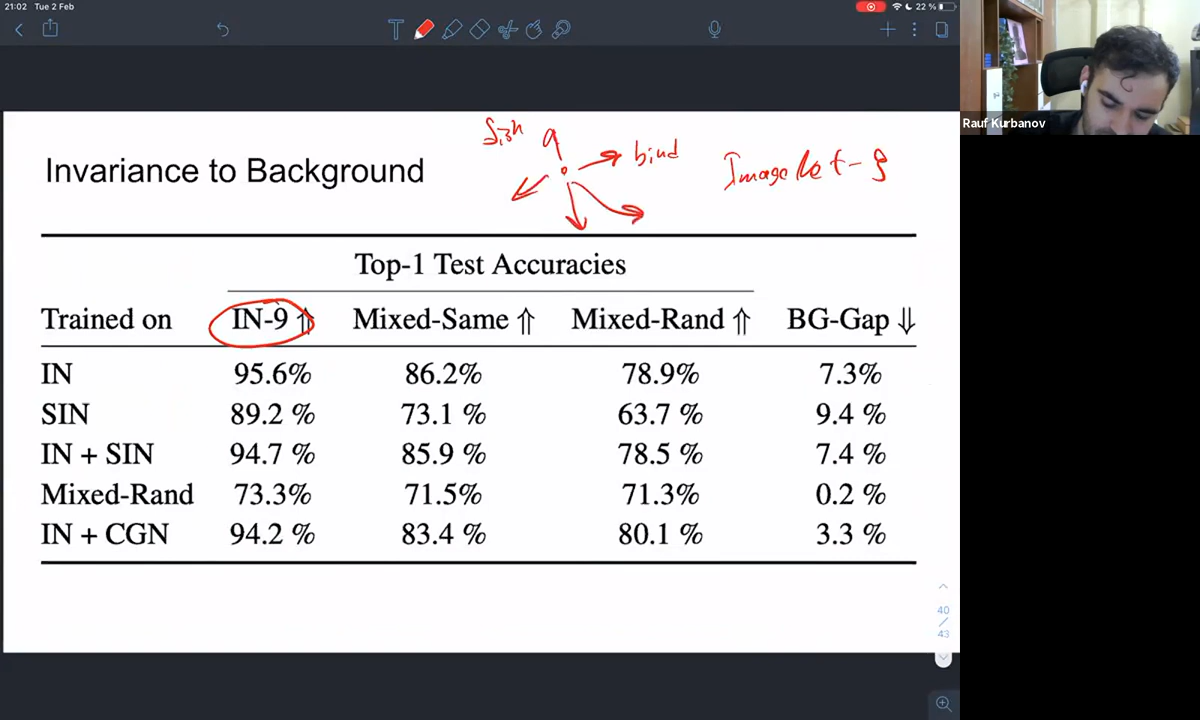 21:02 Tue 2 Feb
22 %
Rauf Kurbanov
Fish
bird
ImageNet-9
Invariance to Background
Top-1 Test Accuracies
Trained on IN-9 ⇑ Mixed-Same ⇑ Mixed-Rand ⇑ BG-Gap ⇓
IN 95.6% 86.2% 78.9% 7.3%
SIN 89.2 % 73.1 % 63.7 % 9.4 %
IN + SIN 94.7 % 85.9 % 78.5 % 7.4 %
Mixed-Rand 73.3% 71.5% 71.3% 0.2 %
IN + CGN 94.2 % 83.4 % 80.1 % 3.3 %
40
/
43